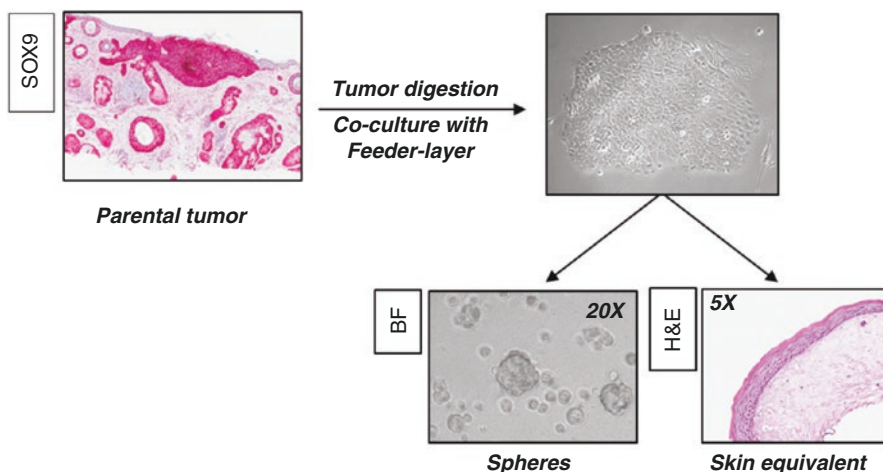 SOX9
Tumor digestion
Co-culture with
Feeder-layer
Parental tumor
BF
20X
H&E
5X
Spheres
Skin equivalent